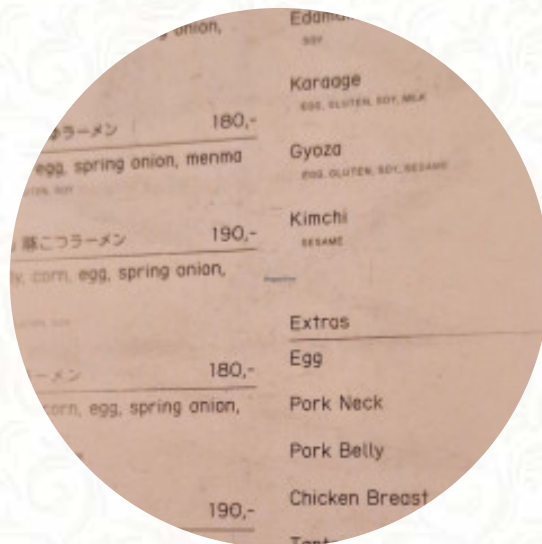 onion,
ラーメン 180,-
egg, spring onion, menma
豚こつラーメン 190,-
corn, egg, spring onion,
ーメン 180,-
corn, egg, spring onion,
190,-
SOY
Karaage
EGG, GLUTEN, SOY, MILK
Gyoza
EGG, GLUTEN, SOY, SESAME
Kimchi
SESAME
Extras
Egg
Pork Neck
Pork Belly
Chicken Breast